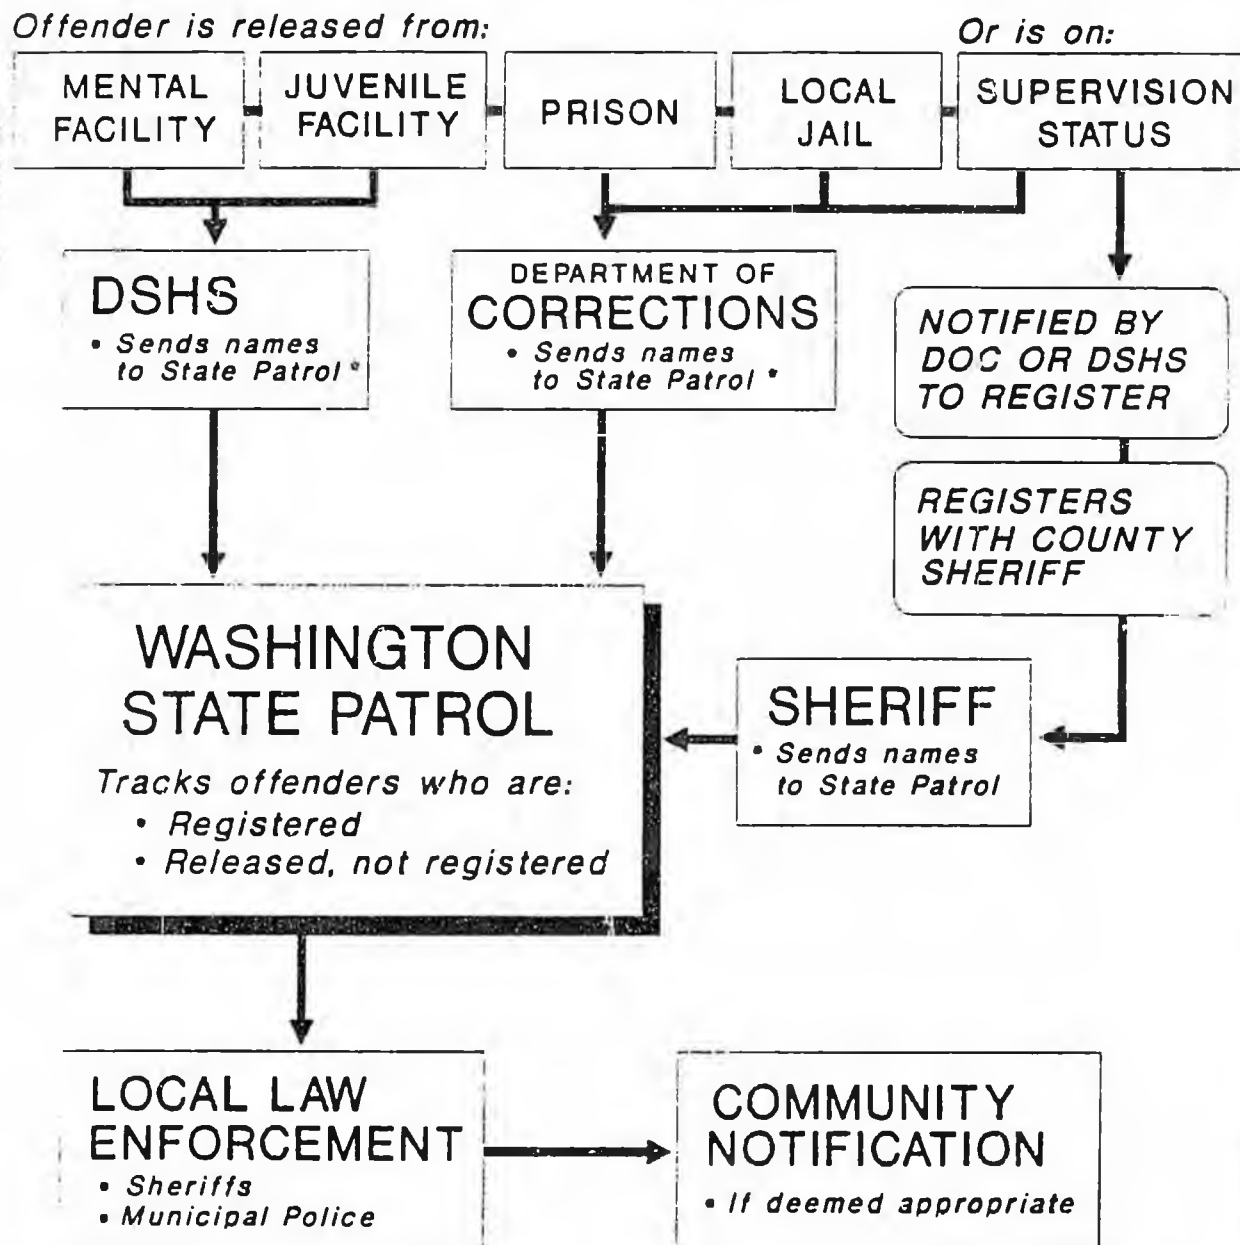 Offender is released from:
Or is on:
MENTAL
FACILITY
JUVENILE
FACILITY
PRISON
LOCAL
JAIL
SUPERVISION
STATUS
DSHS
• Sends names
to State Patrol *
DEPARTMENT OF
CORRECTIONS
• Sends names
to State Patrol *
NOTIFIED BY
DOC OR DSHS
TO REGISTER
REGISTERS
WITH COUNTY
SHERIFF
WASHINGTON
STATE PATROL
Tracks offenders who are:
• Registered
• Released, not registered
SHERIFF
• Sends names
to State Patrol
LOCAL LAW
ENFORCEMENT
• Sheriffs
• Municipal Police
COMMUNITY
NOTIFICATION
• If deemed appropriate